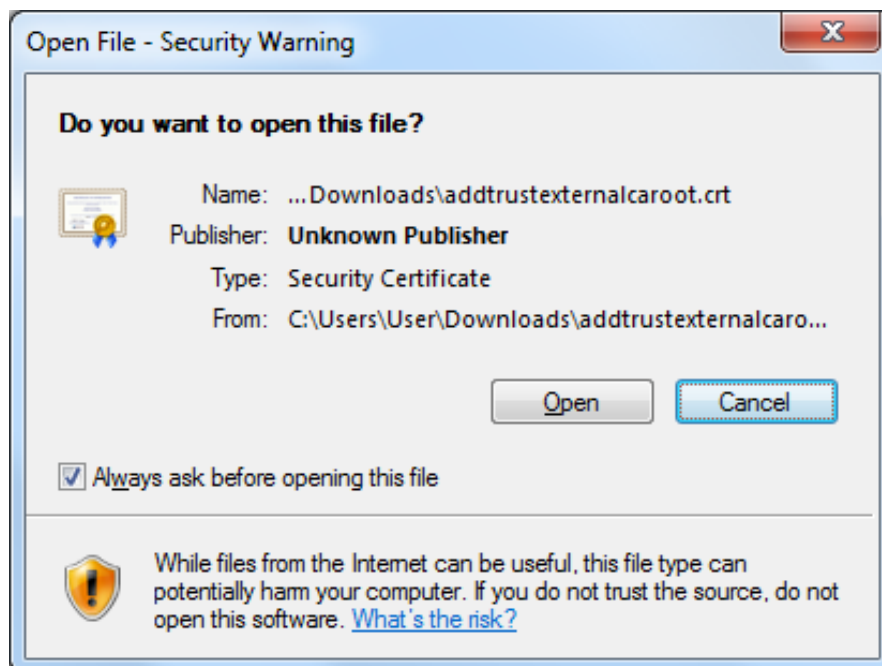 Open File - Security Warning
Do you want to open this file?
Name: ...Downloads\addtrustexternalcaroot.crt
Publisher: Unknown Publisher
Type: Security Certificate
From: C:\Users\User\Downloads\addtrustexternalcaro...
Open Cancel
Always ask before opening this file
While files from the Internet can be useful, this file type can
potentially harm your computer. If you do not trust the source, do not
open this software. What's the risk?